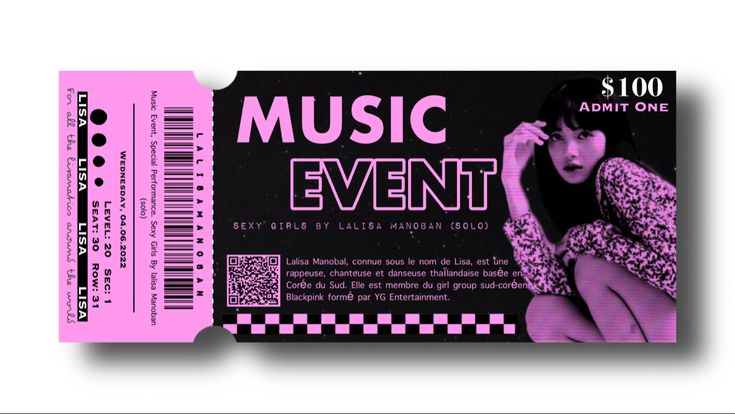 For all the lisanatics around the world
LISA LISA LISA LISA
LEVEL: 20 SEC: 1
SEAT: 30 ROW: 31
WEDNESDAY, 04.06.2022
Music Event, Special Performance, Sexy Girls By lalisa Manoban
(solo)
LALISAMANOBAN
MUSIC
EVENT
SEXY GIRLS BY LALISA MANOBAN (SOLO)
Lalisa Manobal, connue sous le nom de Lisa, est une
rappeuse, chanteuse et danseuse thaïlandaise basée en
Corée du Sud. Elle est membre du girl group sud-coréen
Blackpink formé par YG Entertainment.
$100
ADMIT ONE